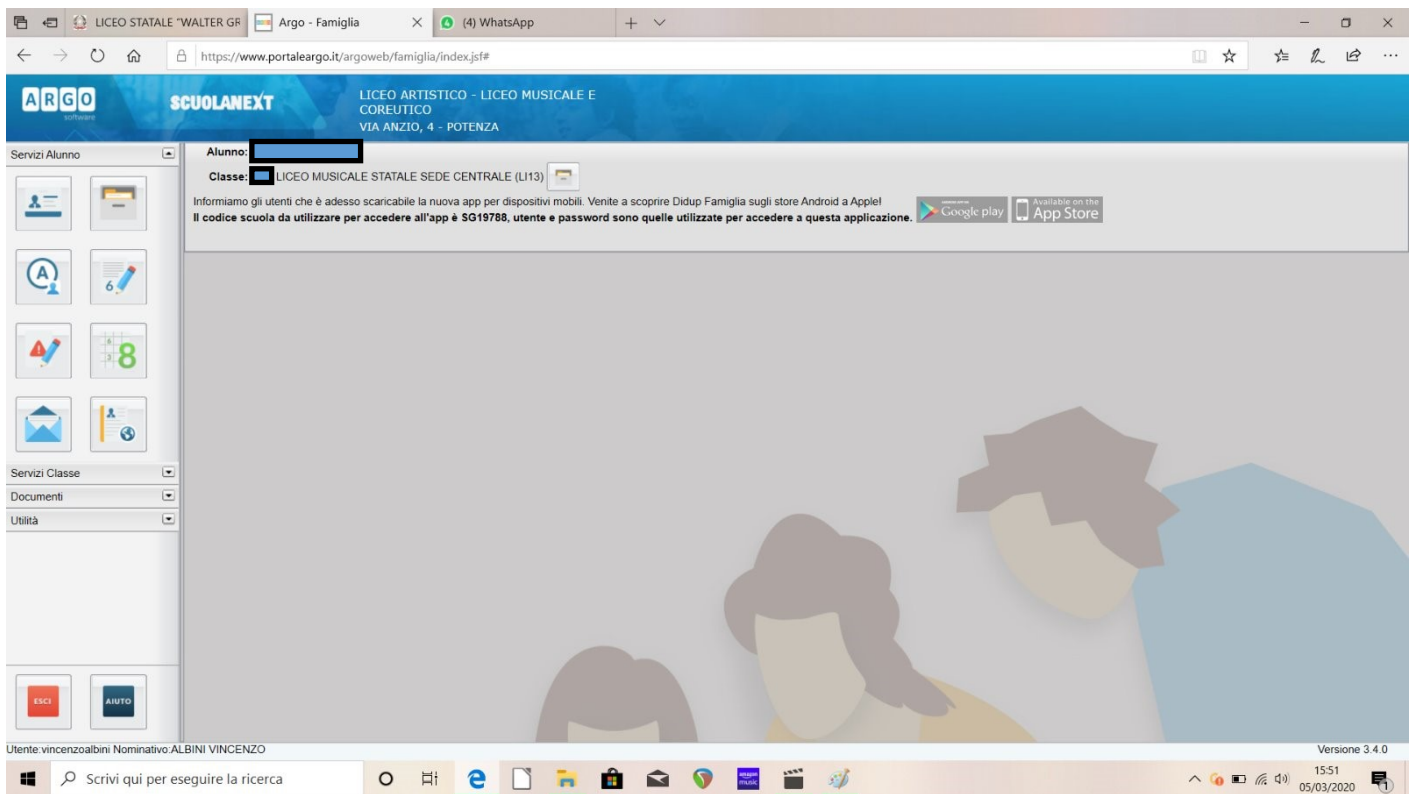 LICEO STATALE "WALTER GR
Argo - Famiglia
(4) WhatsApp
https://www.portaleargo.it/argoweb/famiglia/index.jsf#
ARGO
software
SCUOLANEXT
LICEO ARTISTICO - LICEO MUSICALE E
COREUTICO
VIA ANZIO, 4 - POTENZA
Servizi Alunno
Alunno:
Classe: LICEO MUSICALE STATALE SEDE CENTRALE (LI13)
Informiamo gli utenti che è adesso scaricabile la nuova app per dispositivi mobili. Venite a scoprire Didup Famiglia sugli store Android a Apple!
Il codice scuola da utilizzare per accedere all'app è SG19788, utente e password sono quelle utilizzate per accedere a questa applicazione.
Google play
Available on the
App Store
A
6
8
Servizi Classe
Documenti
Utilità
ESCI
AIUTO
Utente:vincenzoalbini Nominativo:ALBINI VINCENZO
Versione 3.4.0
Scrivi qui per eseguire la ricerca
amazon
music
15:51
05/03/2020
1